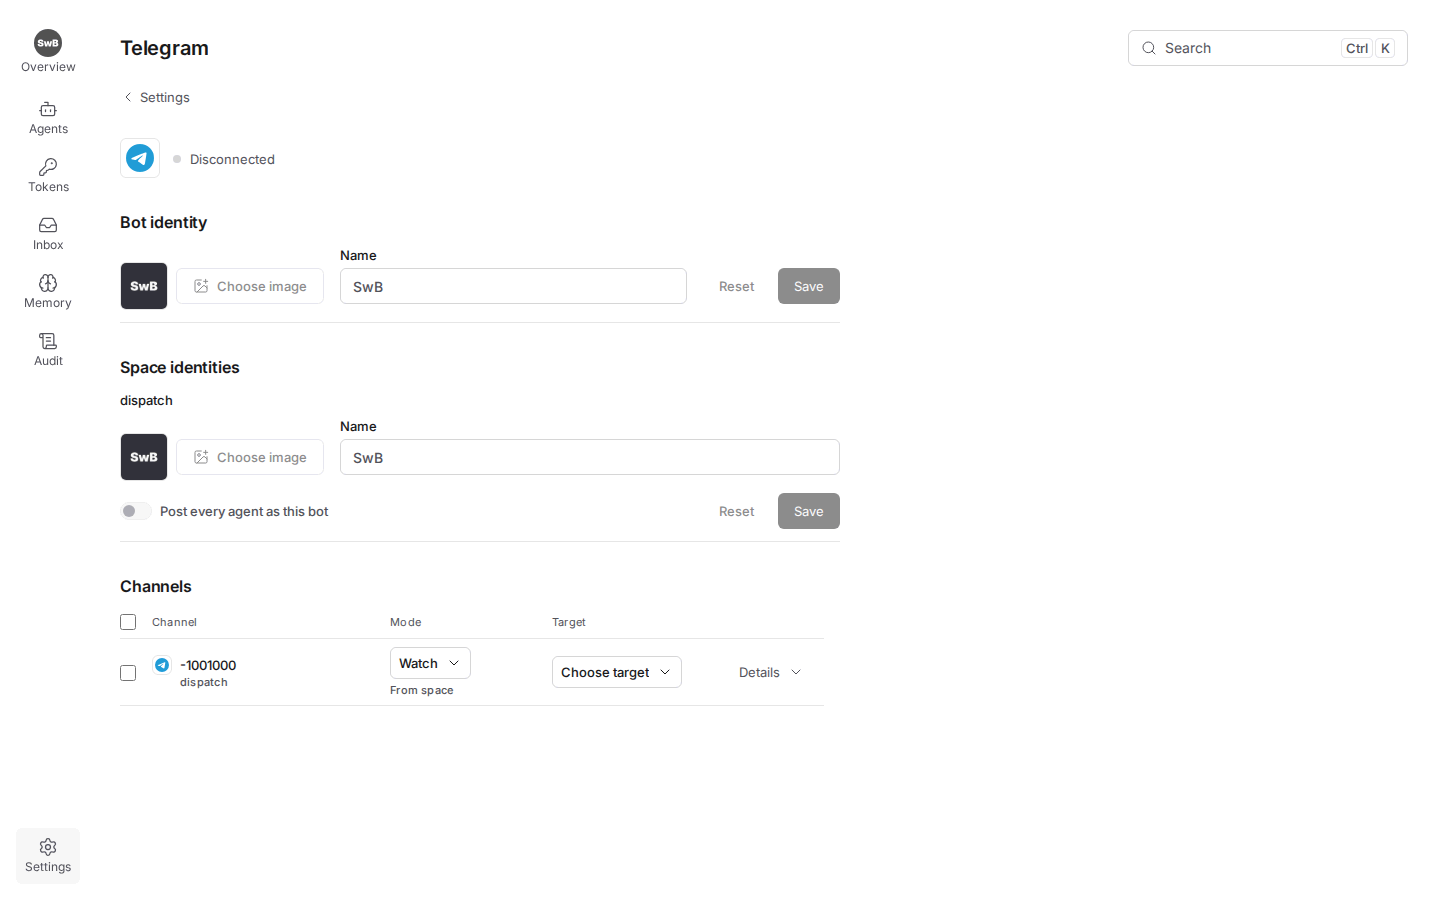 SwB
Overview
Agents
Tokens
Inbox
Memory
Audit
Settings
Telegram
Search Ctrl K
Settings
Disconnected
Bot identity
Name
SwB Choose image SwB Reset Save
Space identities
dispatch
Name
SwB Choose image SwB
Post every agent as this bot Reset Save
Channels
Channel Mode Target
-1001000 Watch Choose target Details
dispatch From space